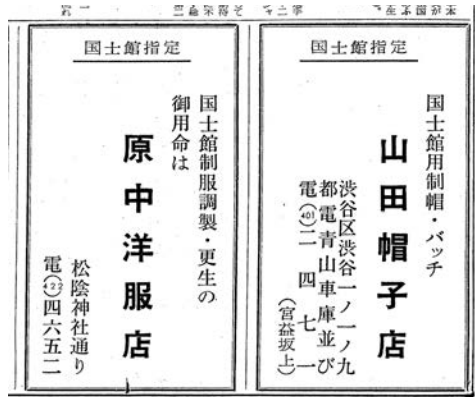 国士館指定
国士館用制帽・バッチ
山田帽子店
渋谷区渋谷一ノ一ノ九
都電青山車庫並び
(宮益坂上)
電(401)二四七一
国士館指定
国士館制服調製・更生の
御用命は
原中洋服店
松陰神社通り
電(422)四六五二